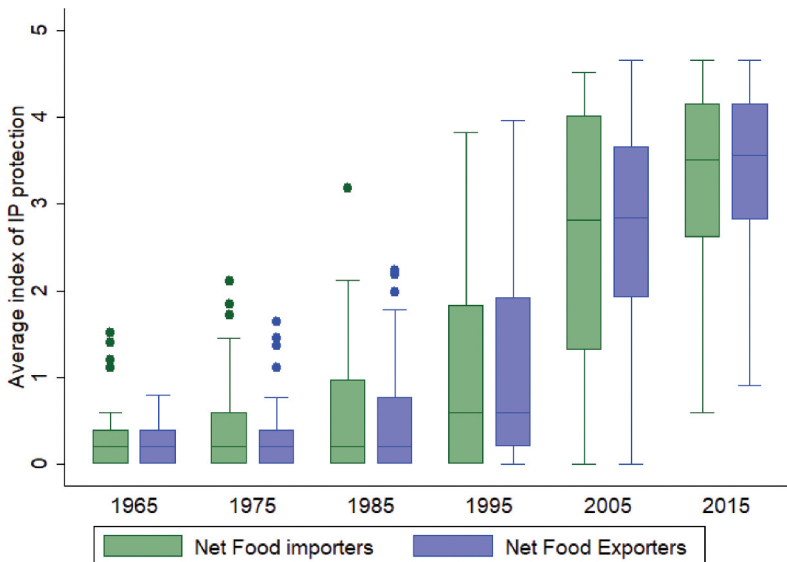 Average index of IP protection
5
4
3
2
1
0
1965 1975 1985 1995 2005 2015
Net Food importers Net Food Exporters